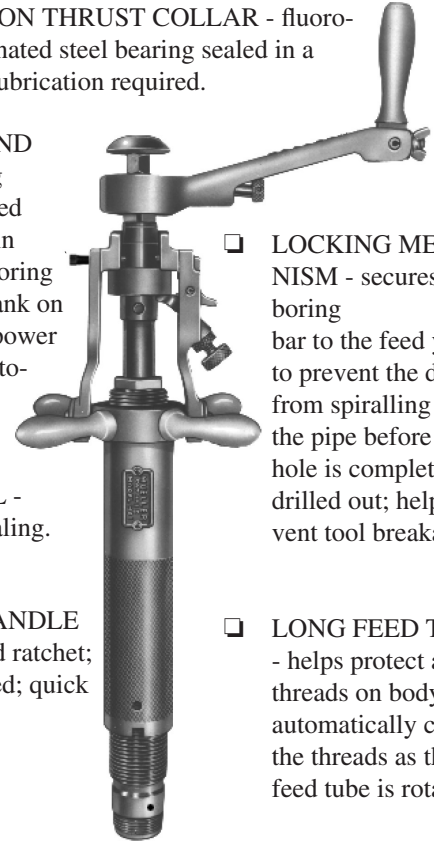 ON THRUST COLLAR - fluoro-
nated steel bearing sealed in a
ubrication required.
ND
g
ed
in
oring
ank on
power
to-
L -
aling.
ANDLE
d ratchet;
ed; quick
❏ LOCKING ME
NISM - secures
boring
bar to the feed y
to prevent the d
from spiralling
the pipe before
hole is complet
drilled out; help
vent tool breaka
❏ LONG FEED T
- helps protect a
threads on body
automatically c
the threads as th
feed tube is rota
MUELLER